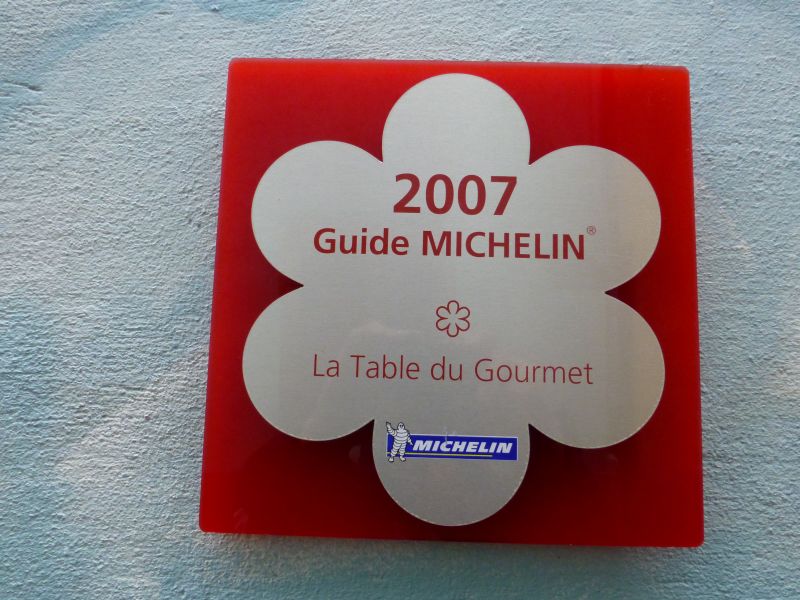 2007
Guide MICHELIN®
La Table du Gourmet
MICHELIN